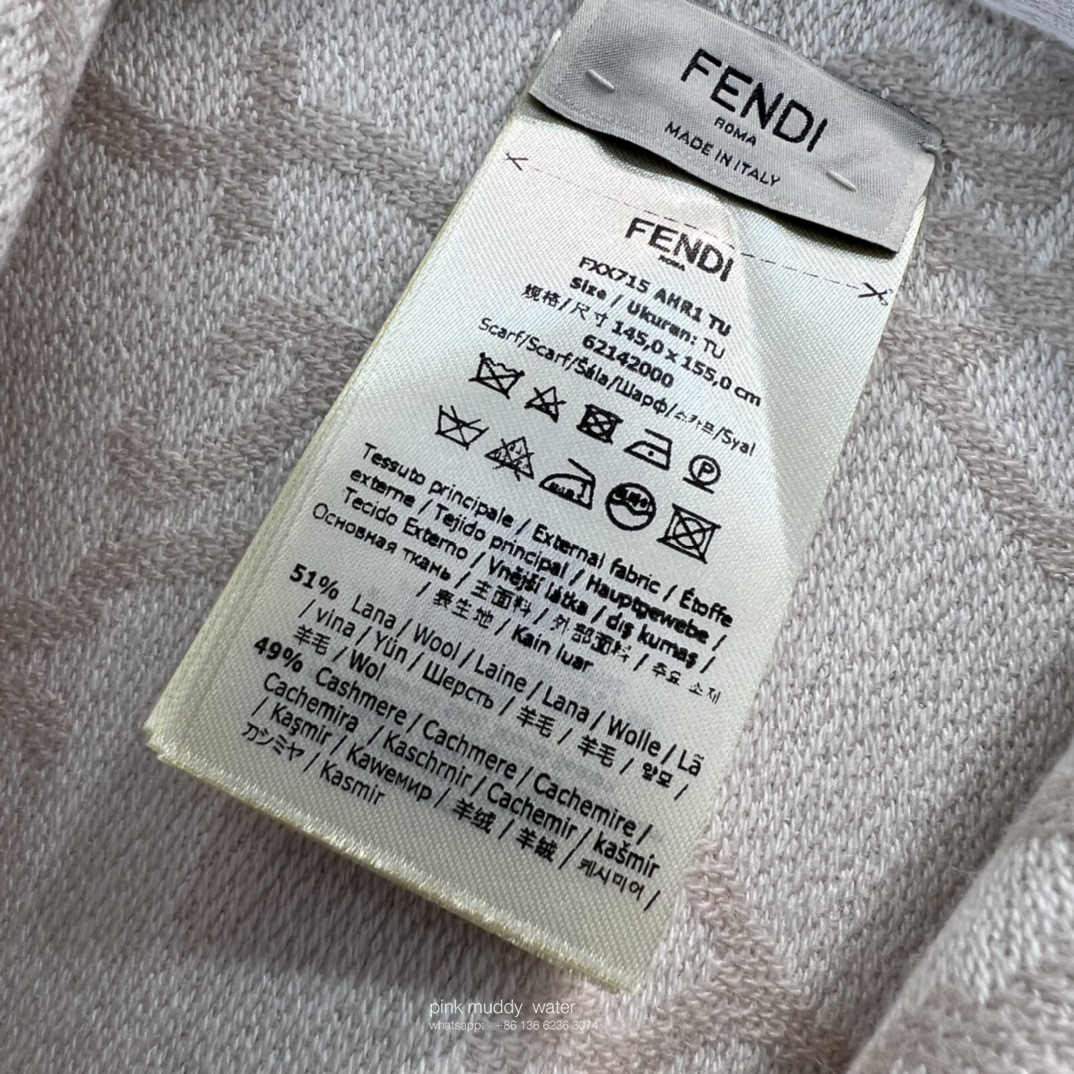 FENDI
ROMA
MADE IN ITALY
FENDI
ROMA
FXX715 AHR1 TU
Size / Ukuran: TU
规格/尺寸 145,0 x 155,0 cm
62142000
Scarf/Scarf/Šála/Шарф/스카프/Syal
P
Tessuto principale / External fabric / Étoffe
externe / Tejido principal / Hauptgewebe /
Tecido Externo / Vnější látka / dış kumaş /
Основная ткань / 主面料 / 外部面料 / 주요 소재
/ 表生地 / Kain luar
51% Lana / Wool / Laine / Lana / Wolle / Lã
/ vlna / Yün / Шерсть / 羊毛 / 羊毛 / 양모 /
羊毛 / Wol
49% Cashmere / Cachmere / Cachemire /
Cachemira / Kaschrnir / Cachemir / kašmír
/ Kaşmir / Кашемир / 羊绒 / 羊絨 / 케시미어 /
カシミヤ / Kasmir
pink muddy water
whatsapp: +86 136 6236 3074